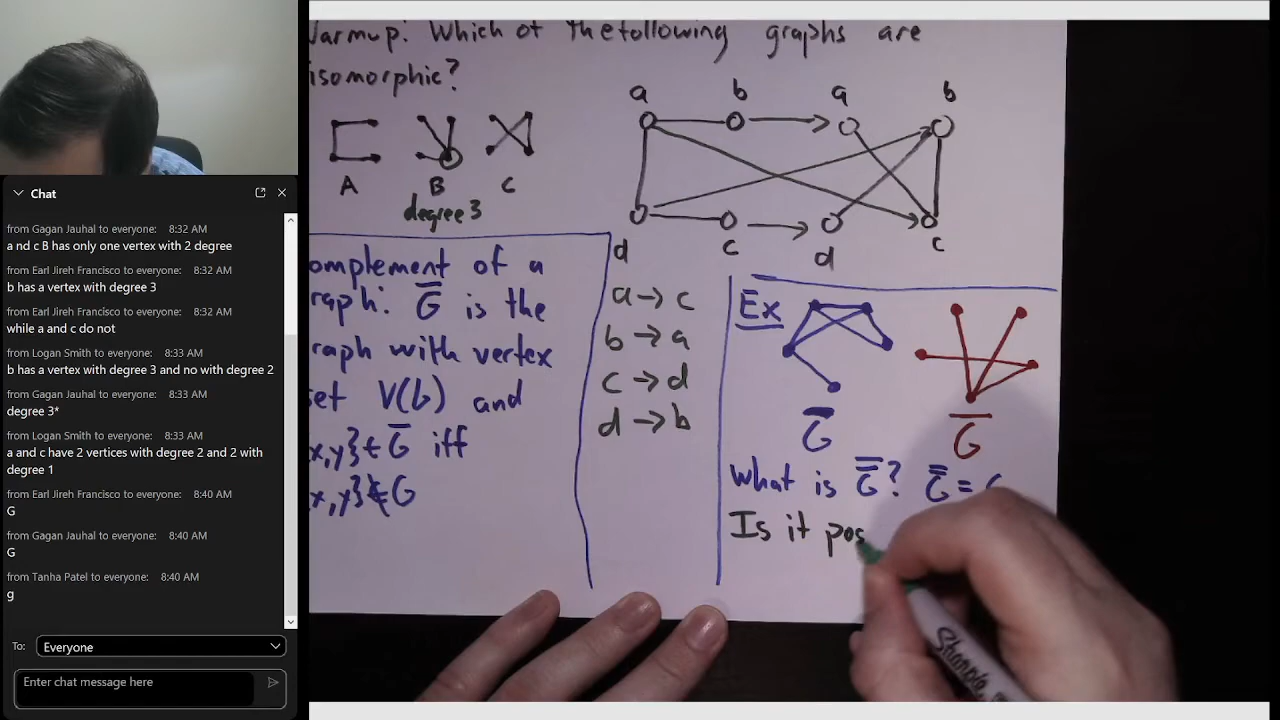 Chat
from Gagan Jauhal to everyone: 8:32 AM
a nd c B has only one vertex with 2 degree
from Earl Jireh Francisco to everyone: 8:32 AM
b has a vertex with degree 3
from Earl Jireh Francisco to everyone: 8:32 AM
while a and c do not
from Logan Smith to everyone: 8:33 AM
b has a vertex with degree 3 and no with degree 2
from Gagan Jauhal to everyone: 8:33 AM
degree 3*
from Logan Smith to everyone: 8:33 AM
a and c have 2 vertices with degree 2 and 2 with
degree 1
from Earl Jireh Francisco to everyone: 8:40 AM
G
from Gagan Jauhal to everyone: 8:40 AM
G
from Tanha Patel to everyone: 8:40 AM
g
To: Everyone
Enter chat message here
armup: Which of the following graphs are
isomorphic?
A B C
degree 3
a b a b
d c d c
omplement of a
raph: G̅ is the
raph with vertex
set V(G) and
{x,y} ∈ G̅ iff
x,y} ∉ G
a → c
b → a
c → d
d → b
Ex
G̅ G̅
What is G̿? G̿ = G
Is it pos
Sharpie